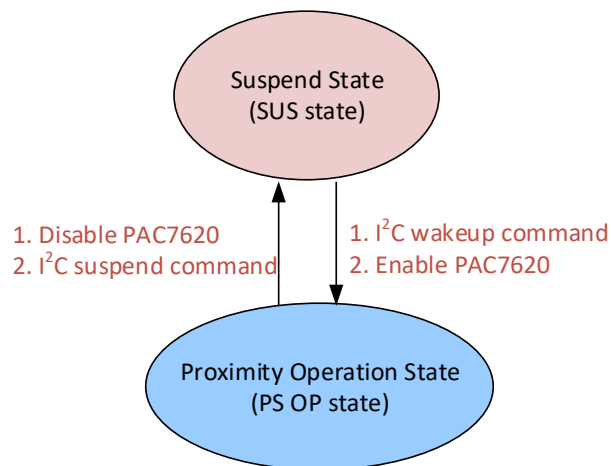 Suspend State
(SUS state)
1. Disable PAC7620
2. I²C suspend command
1. I²C wakeup command
2. Enable PAC7620
Proximity Operation State
(PS OP state)